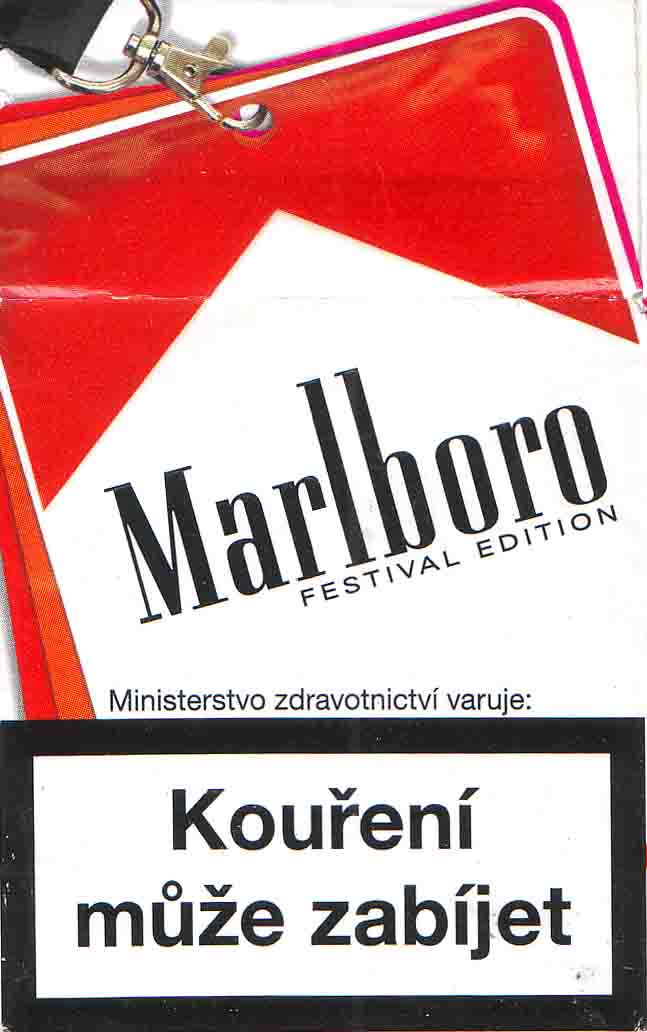 Marlboro
FESTIVAL EDITION
Ministerstvo zdravotnictví varuje:
Kouření
může zabíjet